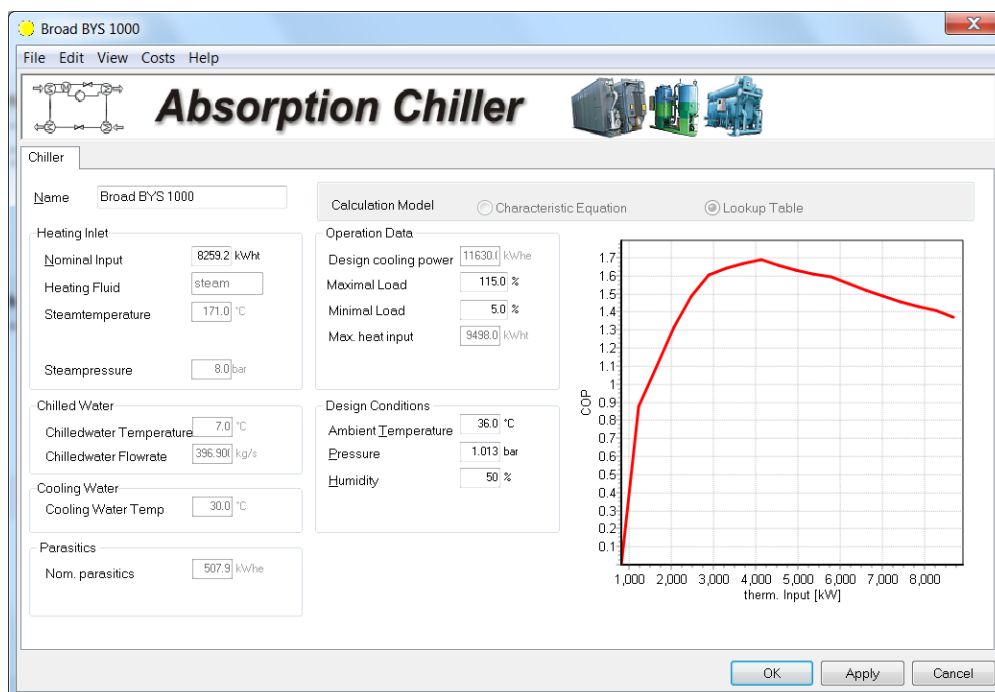 Broad BYS 1000
File Edit View Costs Help
Absorption Chiller
Chiller
Name Broad BYS 1000
Calculation Model Characteristic Equation Lookup Table
Heating Inlet
Nominal Input 8259.2 kWht
Heating Fluid steam
Steamtemperature 171.0 °C
Steampressure 8.0 bar
Operation Data
Design cooling power 11630.( kWhe
Maximal Load 115.0 %
Minimal Load 5.0 %
Max. heat input 9498.0 kWht
Chilled Water
Chilledwater Temperature 7.0 °C
Chilledwater Flowrate 396.90( kg/s
Design Conditions
Ambient Temperature 36.0 °C
Pressure 1.013 bar
Humidity 50 %
Cooling Water
Cooling Water Temp 30.0 °C
Parasitics
Nom. parasitics 507.9 kWhe
COP
1.7
1.6
1.5
1.4
1.3
1.2
1.1
1
0.9
0.8
0.7
0.6
0.5
0.4
0.3
0.2
0.1
1,000 2,000 3,000 4,000 5,000 6,000 7,000 8,000
therm. Input [kW]
OK Apply Cancel